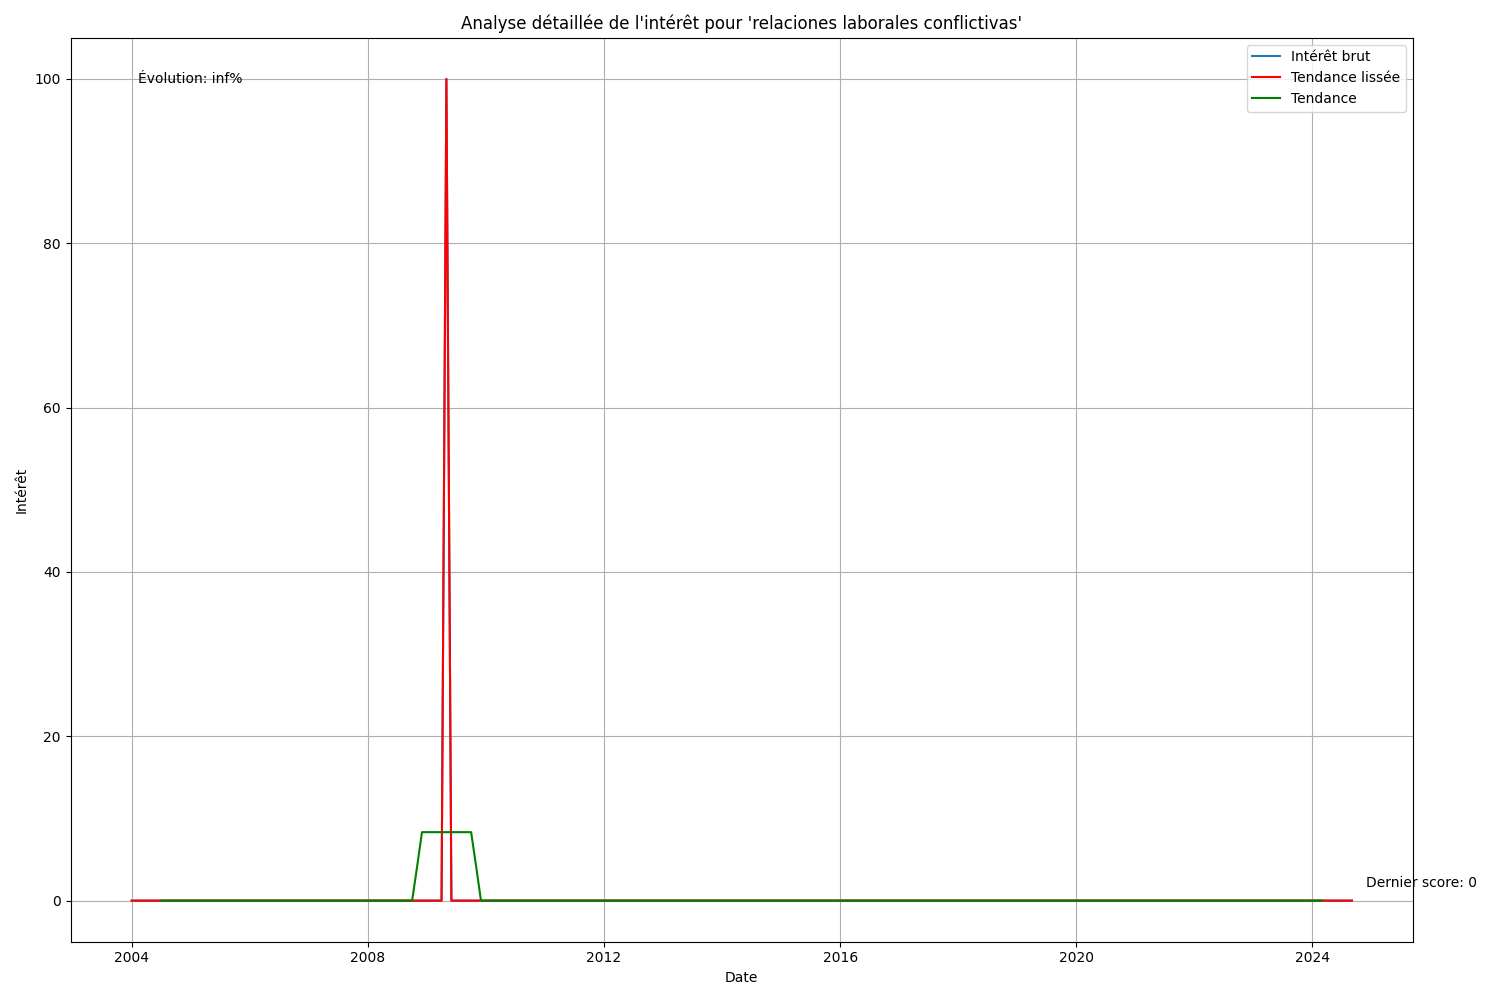 Analyse détaillée de l'intérêt pour 'relaciones laborales conflictivas'
Évolution: inf%
Intérêt brut
Tendance lissée
Tendance
100
80
60
40
20
0
Intérêt
Dernier score: 0
2004
2008
2012
2016
2020
2024
Date